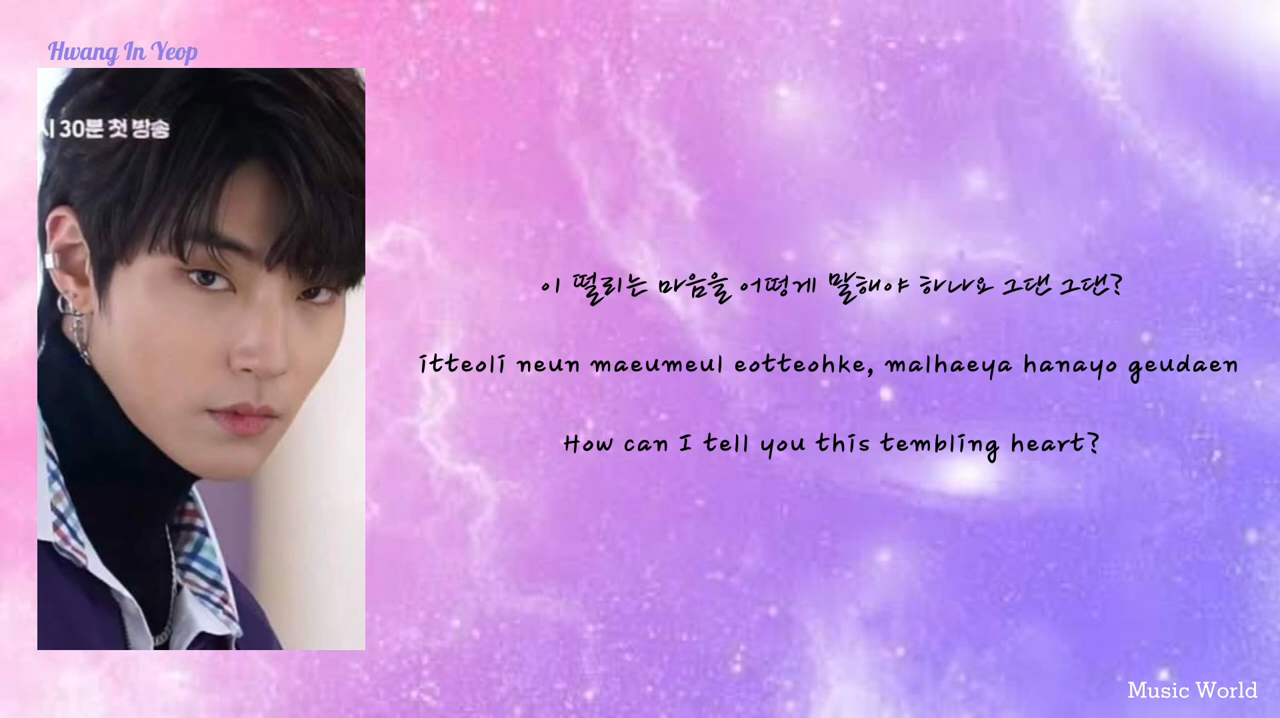 Hwang In Yeop
시 30분 첫 방송
이 떨리는 마음을 어떻게 말해야 하나요 그댄 그댄?
itteoli neun maeumeul eotteohke, malhaeya hanayo geudaen
How can I tell you this tembling heart?
Music World